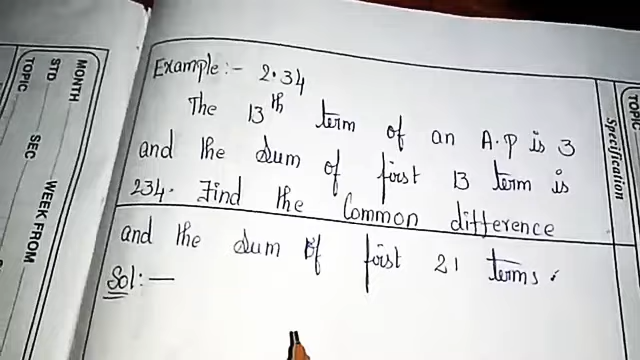 Example:- 2.34
The 13th term of an A.P is 3
and the sum of first 13 term is
234. Find the Common difference
and the sum of first 21 terms.
Sol:-
MONTH
STD SEC WEEK FROM
TOPIC
Specification
TOPIC